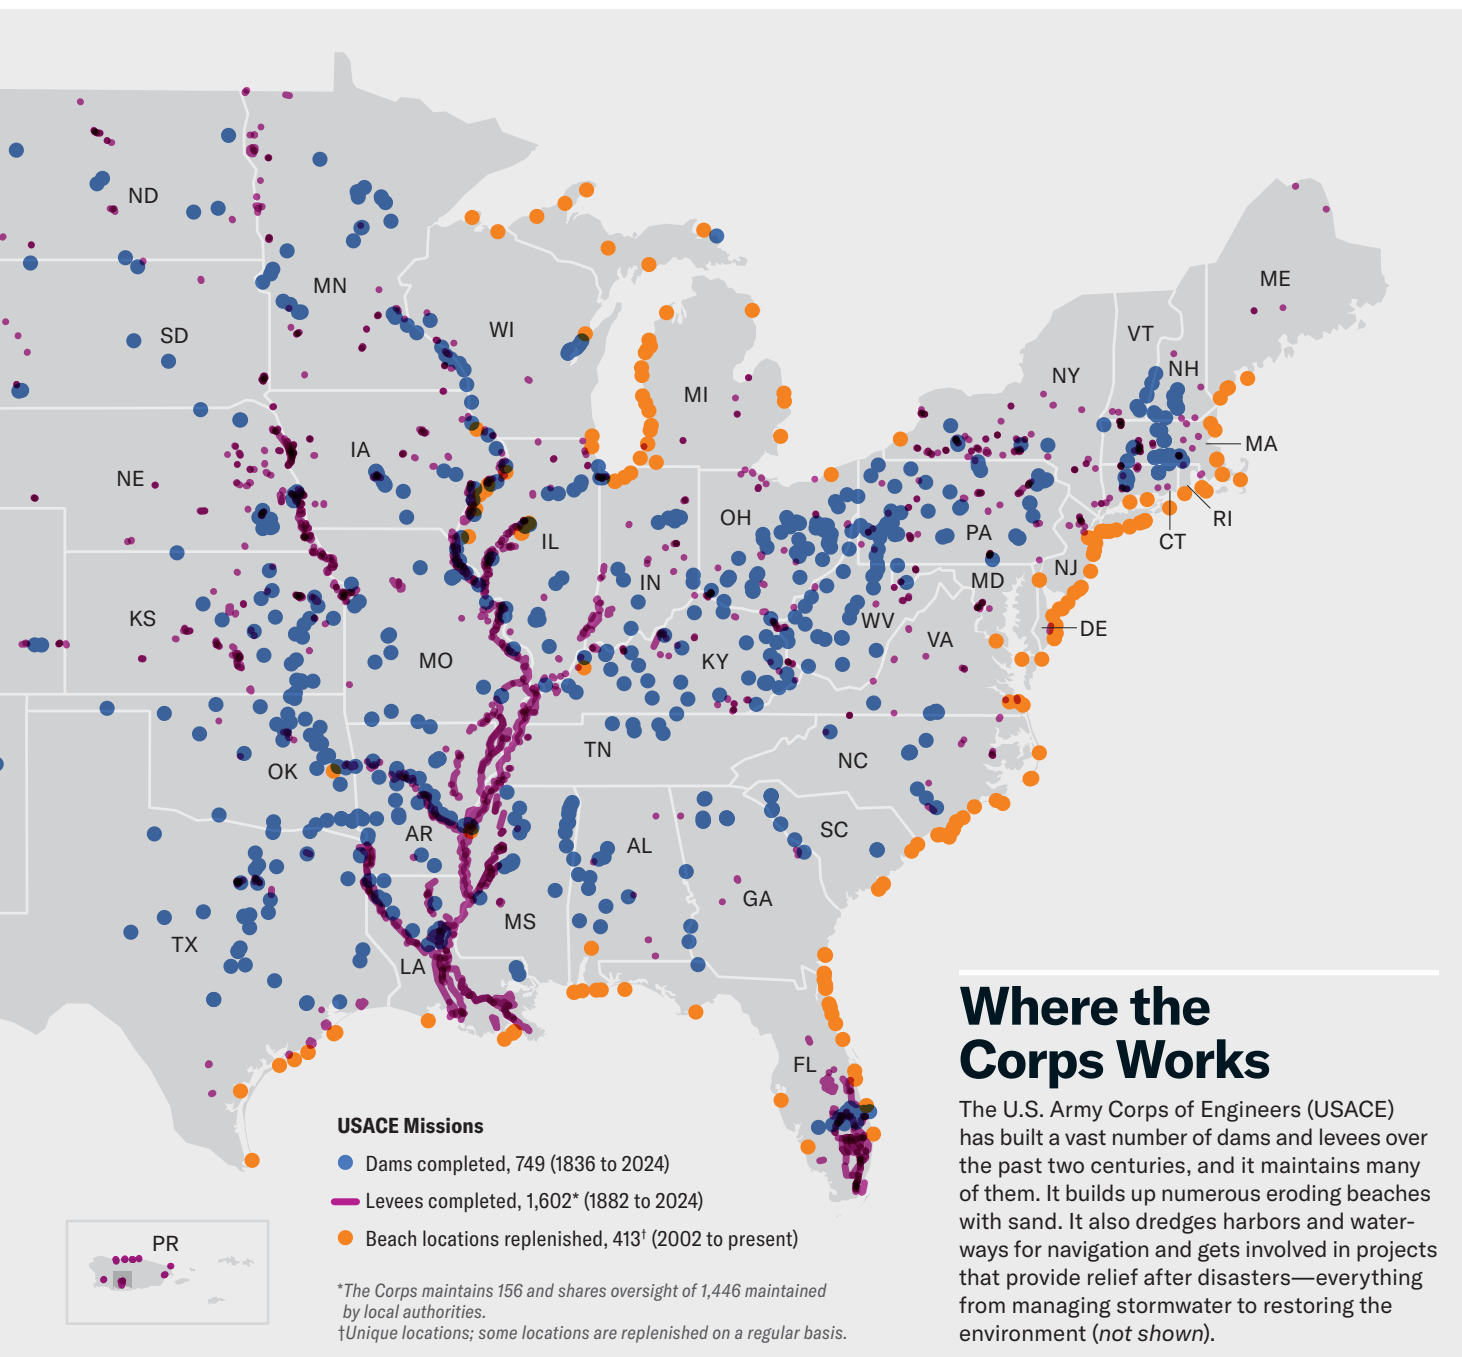 ND
MN
SD
WI
ME
VT
NH
NY
MI
MA
IA
NE
RI
CT
OH
PA
IL
IN
MD
NJ
DE
KS
WV
VA
MO
KY
TN
NC
OK
AR
AL
SC
GA
MS
TX
LA
FL
PR
Where the
Corps Works
The U.S. Army Corps of Engineers (USACE)
has built a vast number of dams and levees over
the past two centuries, and it maintains many
of them. It builds up numerous eroding beaches
with sand. It also dredges harbors and water-
ways for navigation and gets involved in projects
that provide relief after disasters—everything
from managing stormwater to restoring the
environment (not shown).
USACE Missions
Dams completed, 749 (1836 to 2024)
Levees completed, 1,602* (1882 to 2024)
Beach locations replenished, 413† (2002 to present)
*The Corps maintains 156 and shares oversight of 1,446 maintained
by local authorities.
†Unique locations; some locations are replenished on a regular basis.